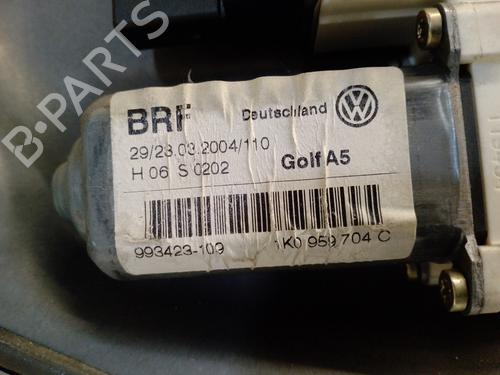 B-PARTS
BRF Deutschland
29/23.03.2004/110
H 06 S 0202 Golf A5
993423-109 1K0 959 704 C